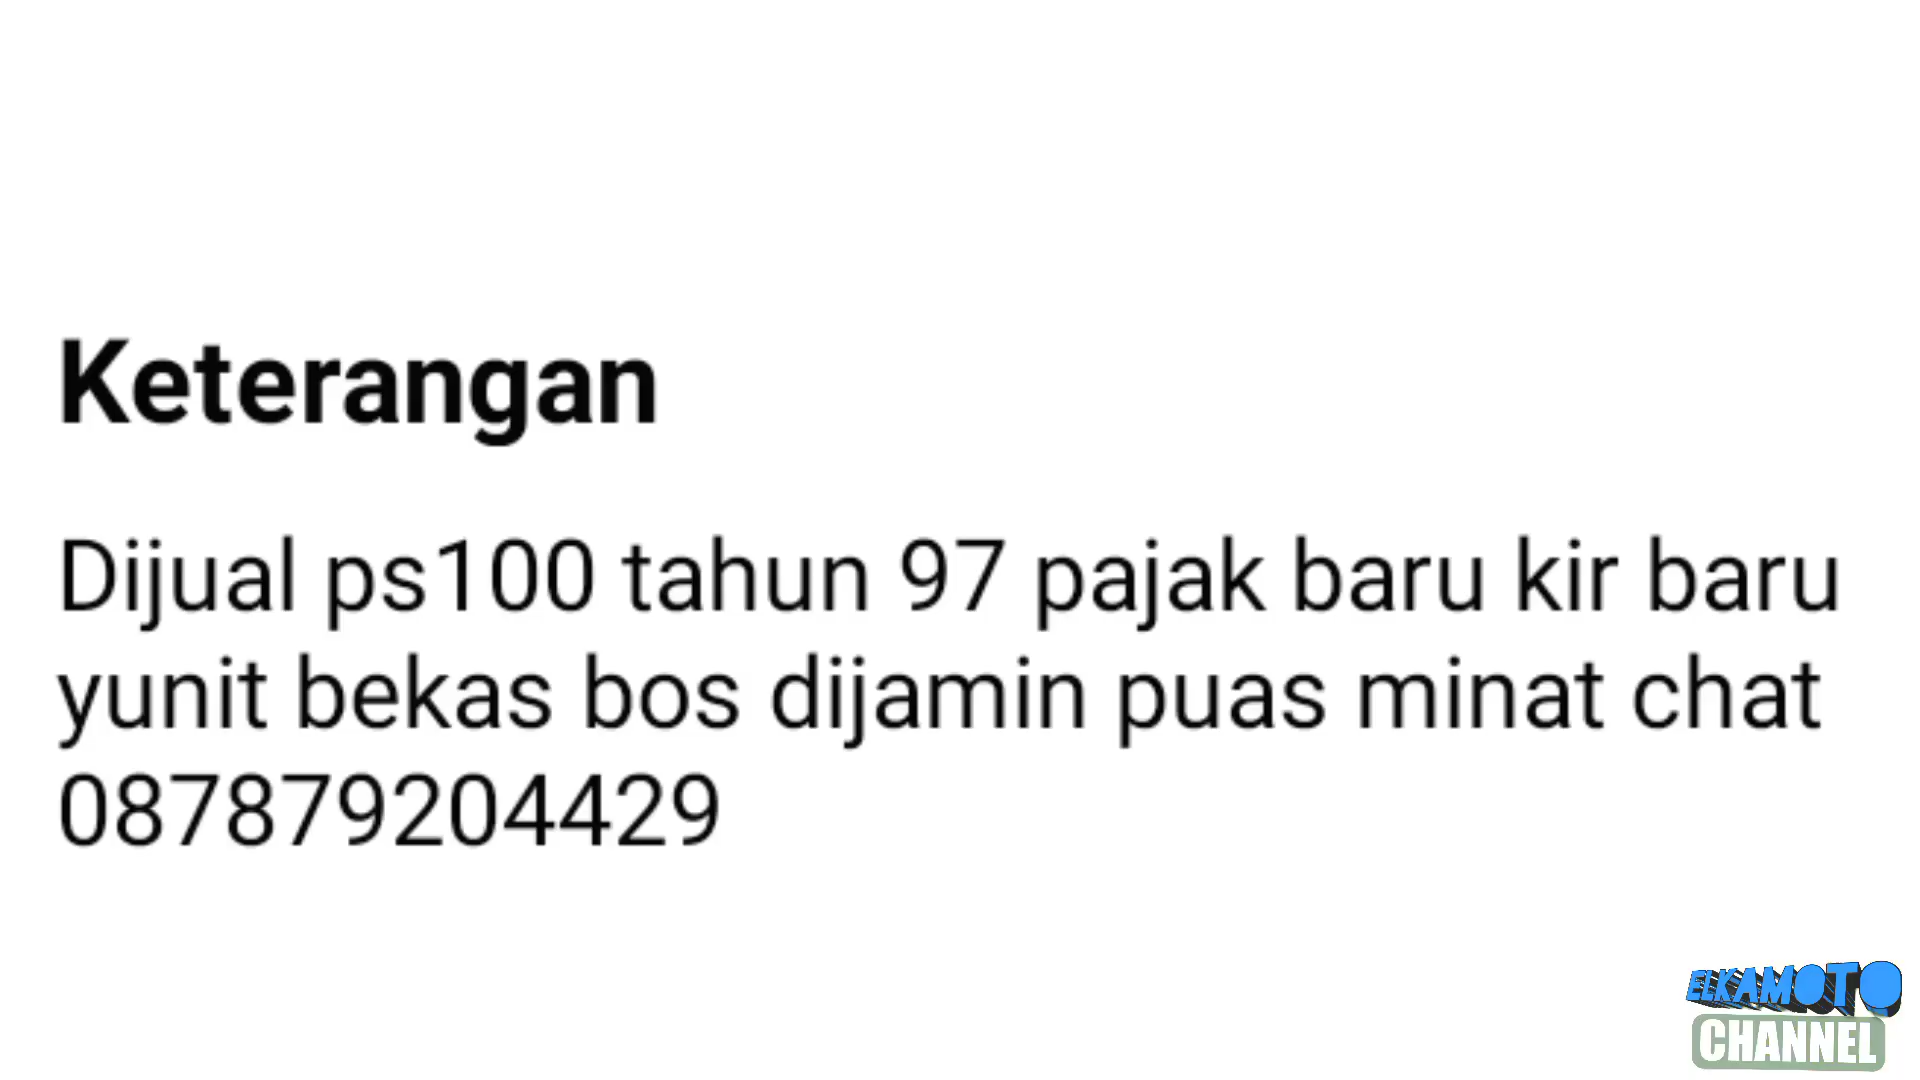 Keterangan
Dijual ps100 tahun 97 pajak baru kir baru
yunit bekas bos dijamin puas minat chat
087879204429
ELKAMOTO
CHANNEL